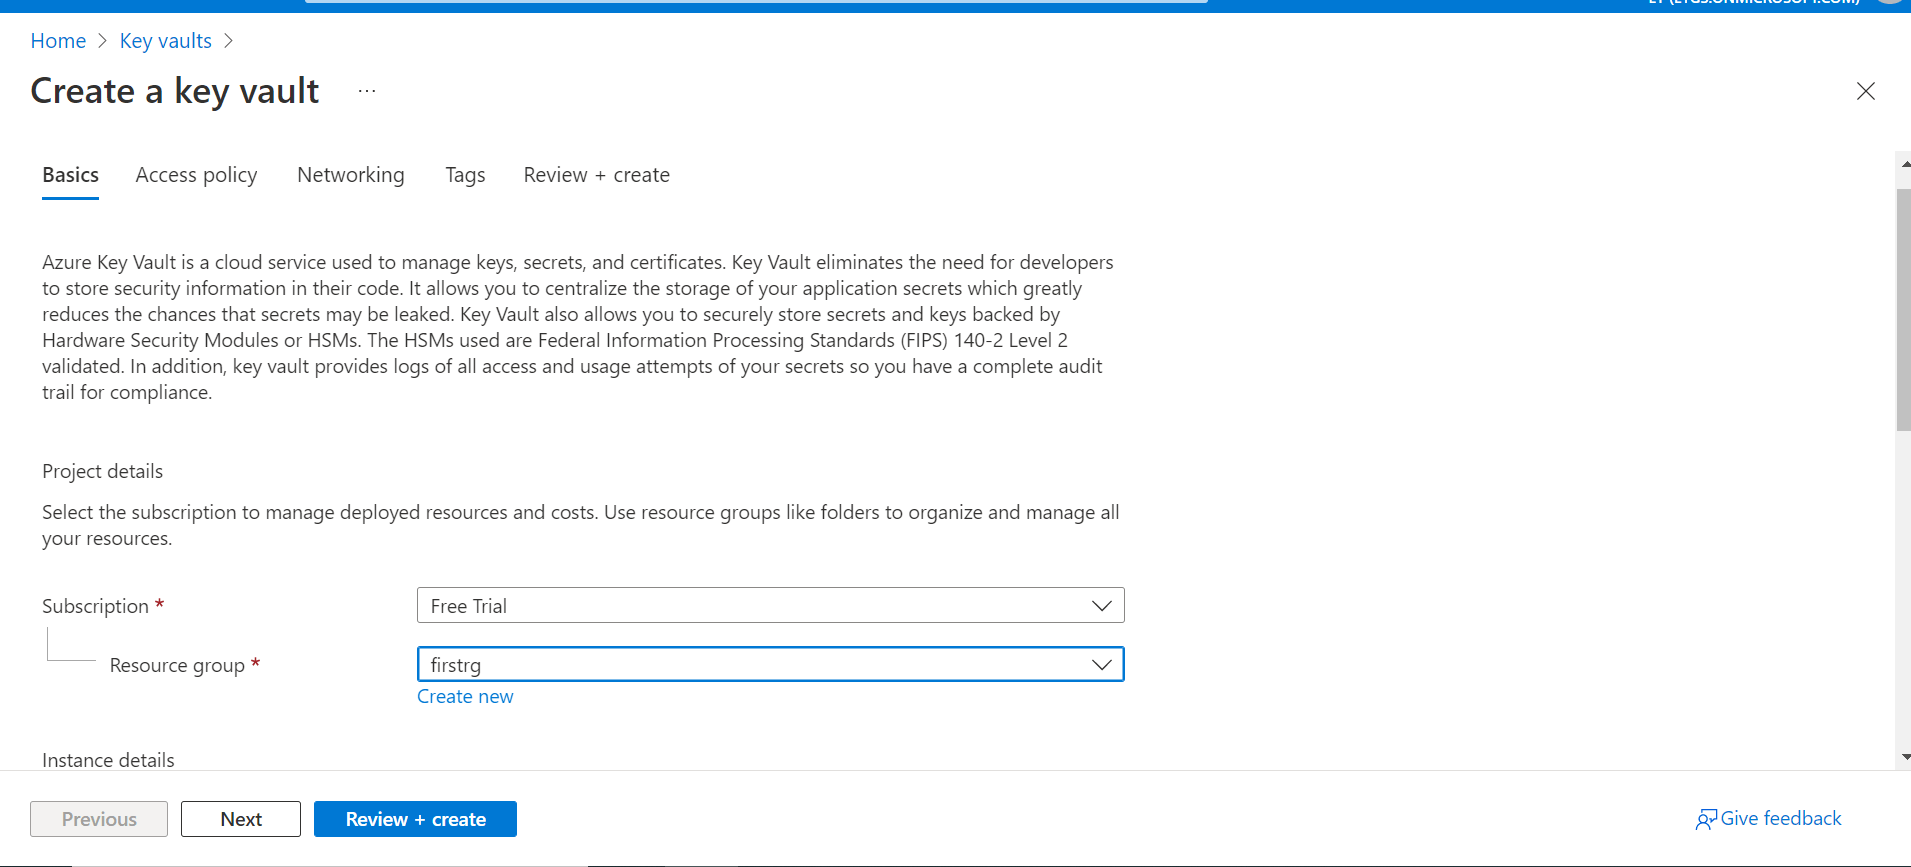 Home > Key vaults >
Create a key vault ...
Basics Access policy Networking Tags Review + create
Azure Key Vault is a cloud service used to manage keys, secrets, and certificates. Key Vault eliminates the need for developers
to store security information in their code. It allows you to centralize the storage of your application secrets which greatly
reduces the chances that secrets may be leaked. Key Vault also allows you to securely store secrets and keys backed by
Hardware Security Modules or HSMs. The HSMs used are Federal Information Processing Standards (FIPS) 140-2 Level 2
validated. In addition, key vault provides logs of all access and usage attempts of your secrets so you have a complete audit
trail for compliance.
Project details
Select the subscription to manage deployed resources and costs. Use resource groups like folders to organize and manage all
your resources.
Subscription * Free Trial
Resource group * firstrg
Create new
Instance details
Previous Next Review + create Give feedback